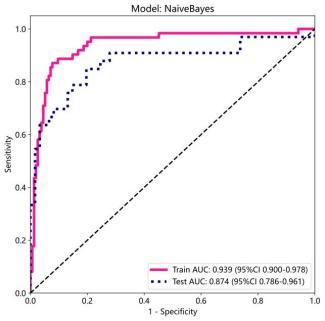 Model: NaiveBayes
1.0
0.8
0.6
0.4
0.2
0.0
Sensitivity
Train AUC: 0.939 (95%CI 0.900-0.978)
Test AUC: 0.874 (95%CI 0.786-0.961)
0.0 0.2 0.4 0.6 0.8 1.0
1 - Specificity